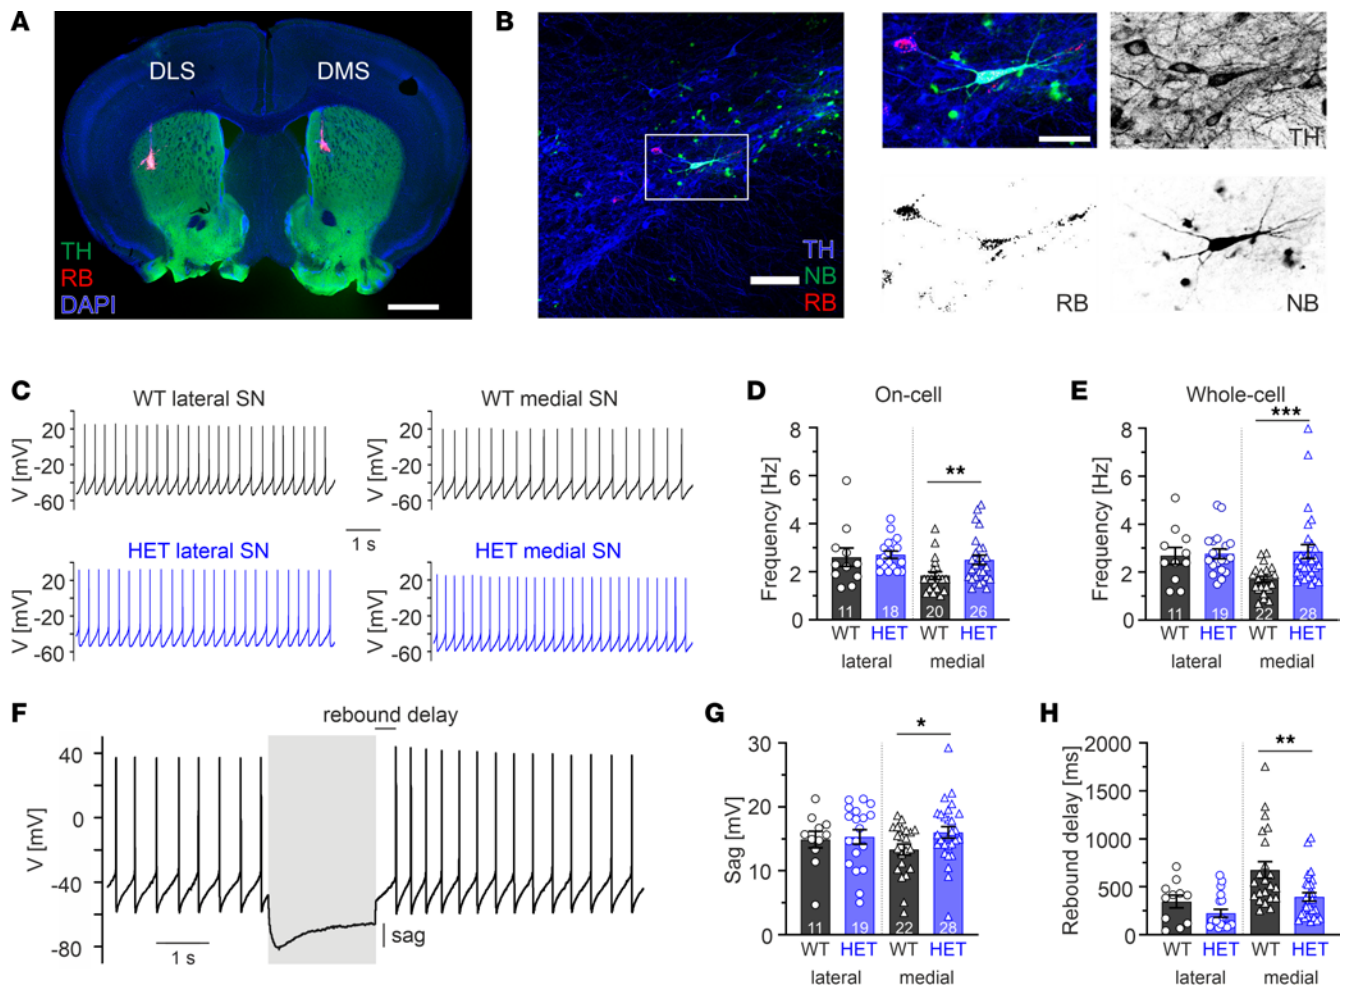 A
DLS
DMS
TH
RB
DAPI
B
TH
NB
RB
TH
RB
NB
C
WT lateral SN
V [mV]
20
-20
-60
WT medial SN
V [mV]
20
-20
-60
1 s
HET lateral SN
V [mV]
20
-20
-60
HET medial SN
V [mV]
20
-20
-60
D
On-cell
Frequency [Hz]
8
6
4
2
0
**
11
18
20
26
WT
HET
WT
HET
lateral
medial
E
Whole-cell
Frequency [Hz]
8
6
4
2
0
***
11
19
22
28
WT
HET
WT
HET
lateral
medial
F
rebound delay
V [mV]
40
0
-40
-80
1 s
sag
G
Sag [mV]
30
20
10
0
*
11
19
22
28
WT
HET
WT
HET
lateral
medial
H
Rebound delay [ms]
2000
1500
1000
500
0
**
WT
HET
WT
HET
lateral
medial